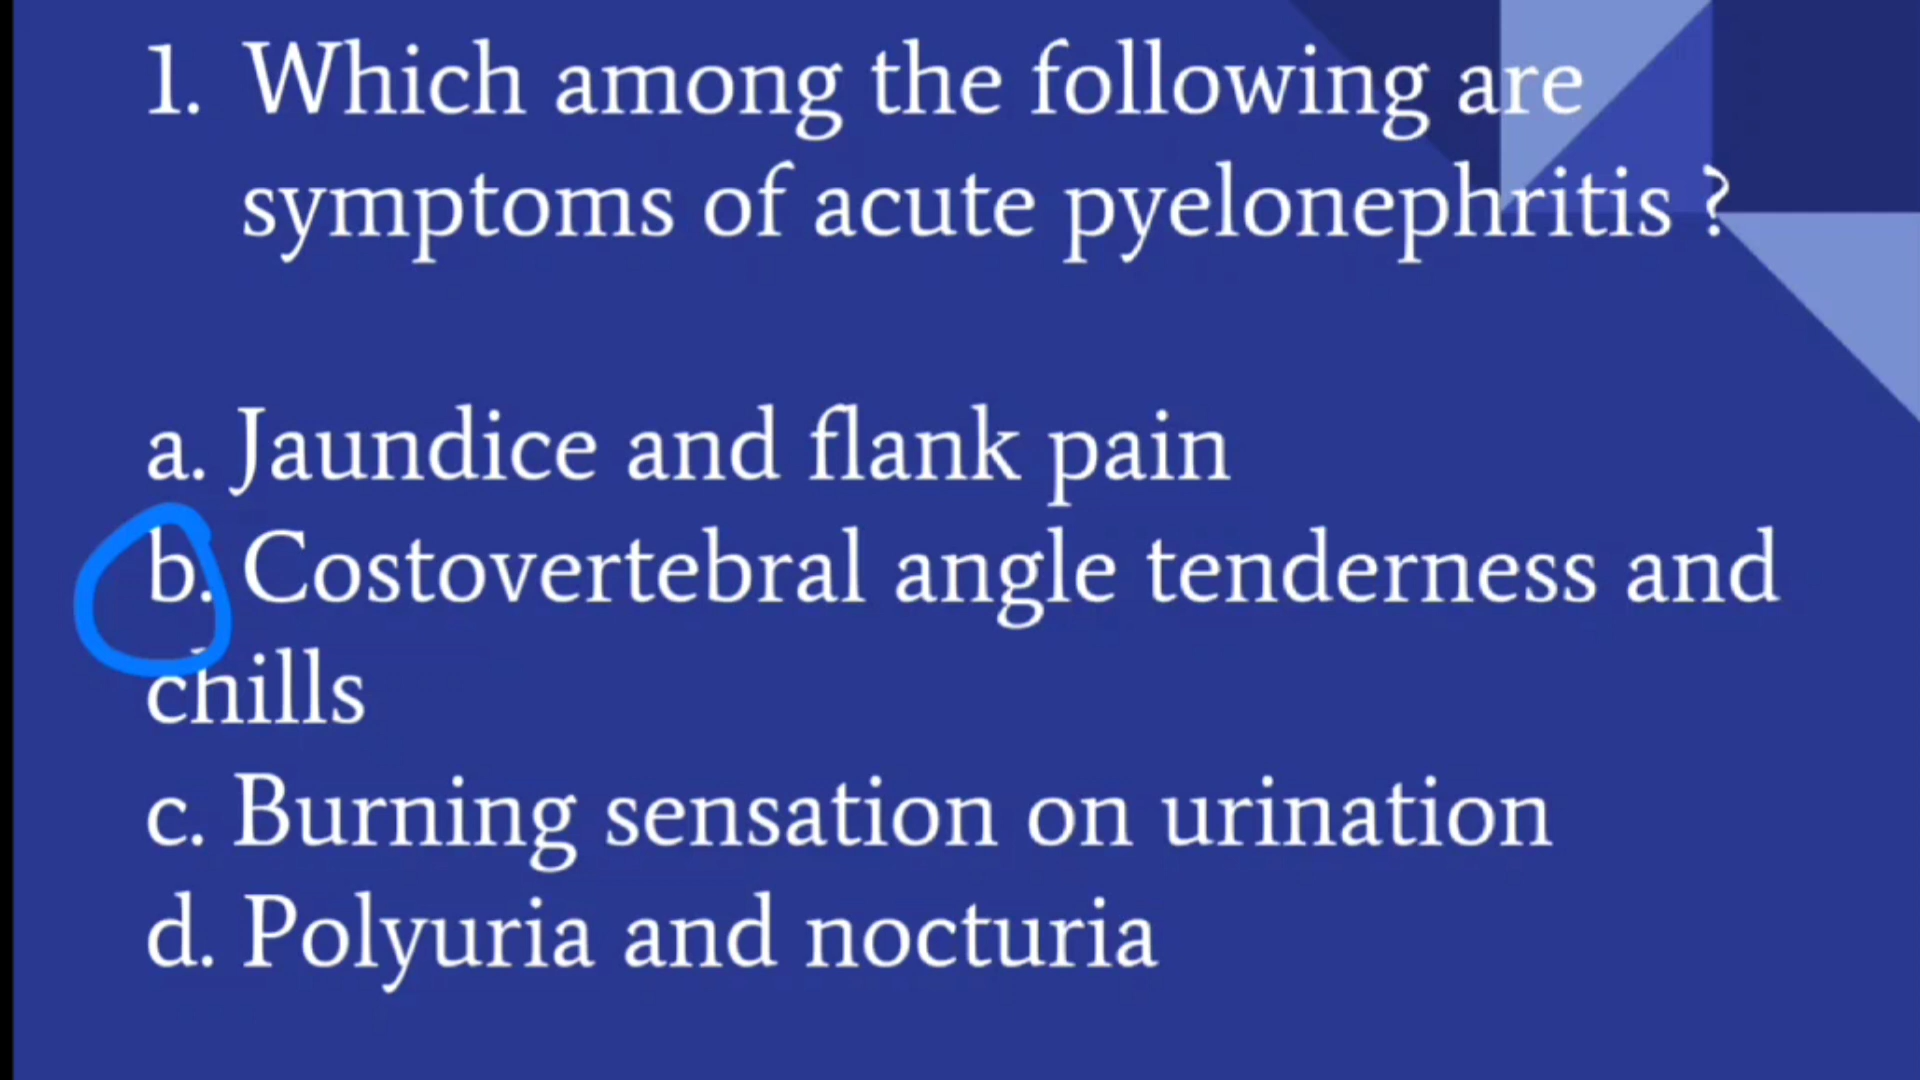 1. Which among the following are
symptoms of acute pyelonephritis ?
a. Jaundice and flank pain
b. Costovertebral angle tenderness and
chills
c. Burning sensation on urination
d. Polyuria and nocturia